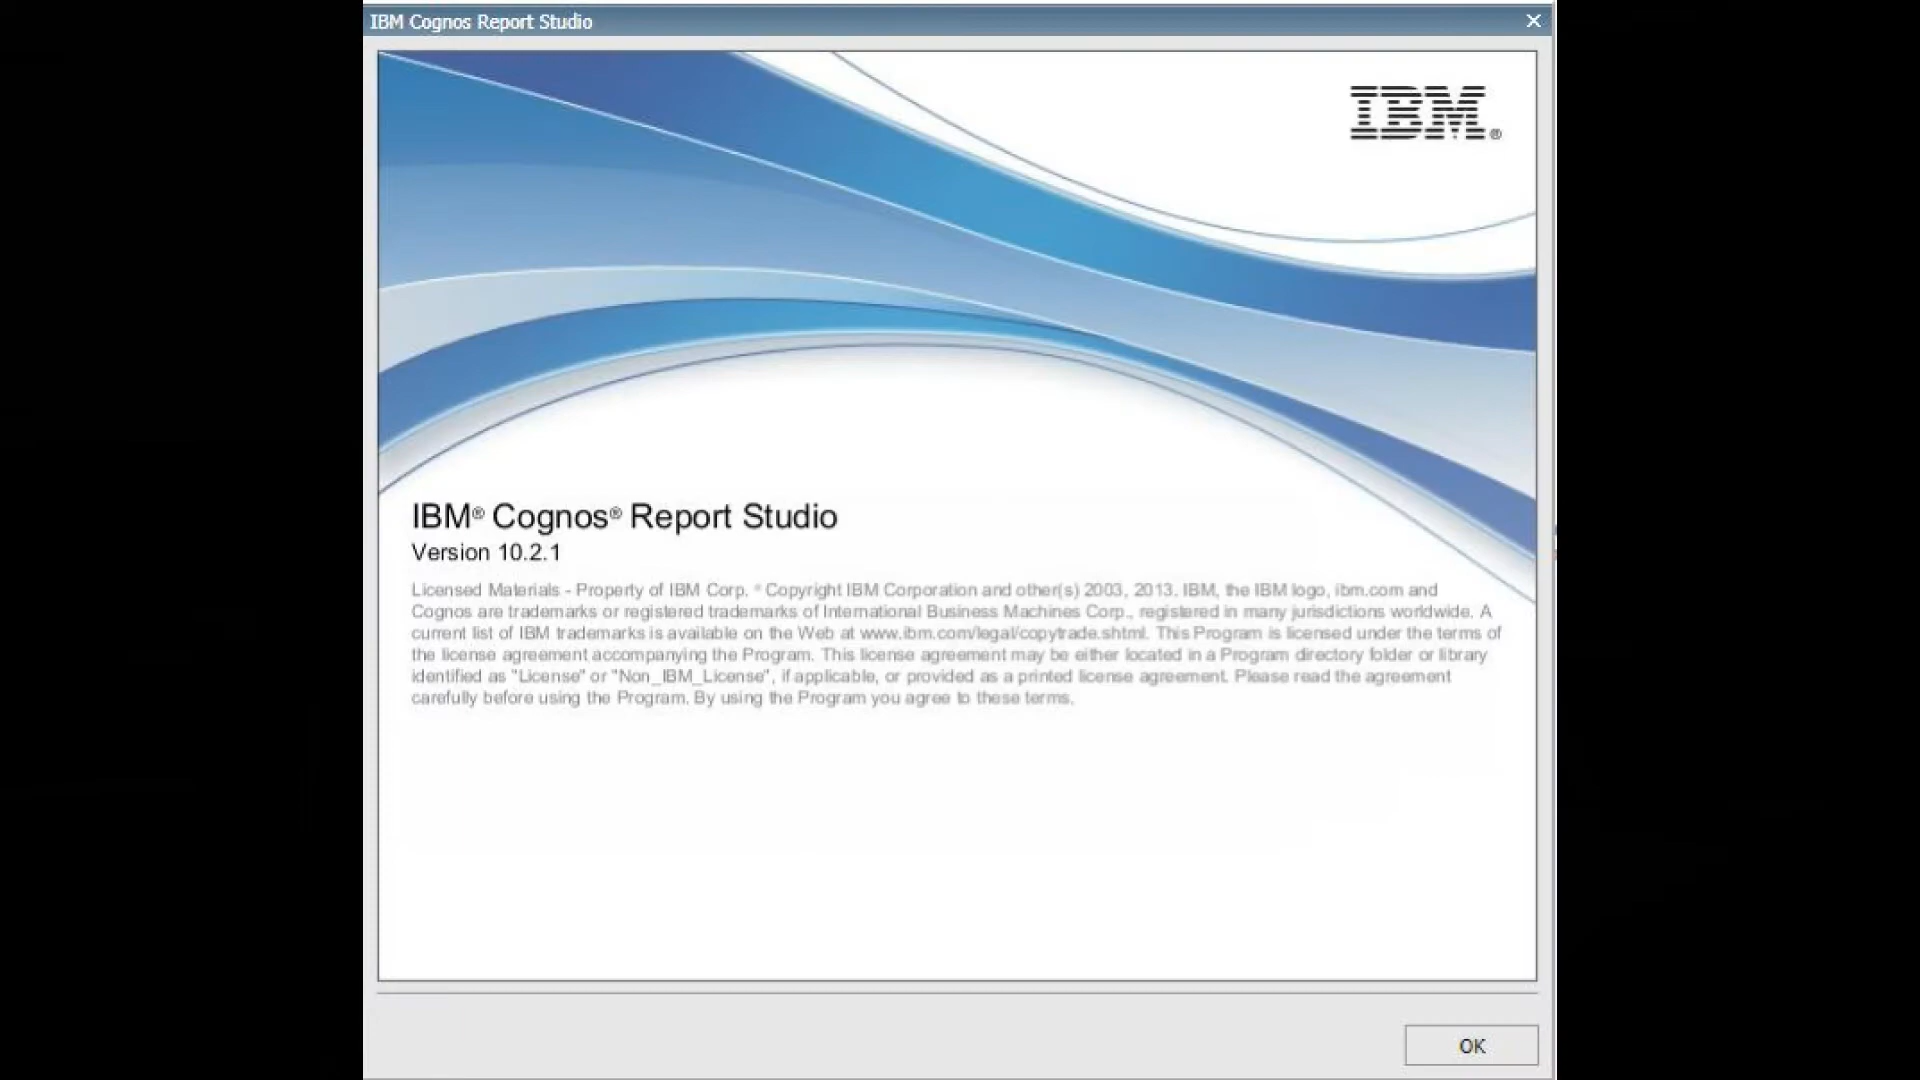 IBM Cognos Report Studio
IBM®
IBM® Cognos® Report Studio
Version 10.2.1
Licensed Materials - Property of IBM Corp. © Copyright IBM Corporation and other(s) 2003, 2013. IBM, the IBM logo, ibm.com and
Cognos are trademarks or registered trademarks of International Business Machines Corp., registered in many jurisdictions worldwide. A
current list of IBM trademarks is available on the Web at www.ibm.com/legal/copytrade.shtml. This Program is licensed under the terms of
the license agreement accompanying the Program. This license agreement may be either located in a Program directory folder or library
identified as "License" or "Non_IBM_License", if applicable, or provided as a printed license agreement. Please read the agreement
carefully before using the Program. By using the Program you agree to these terms.
OK